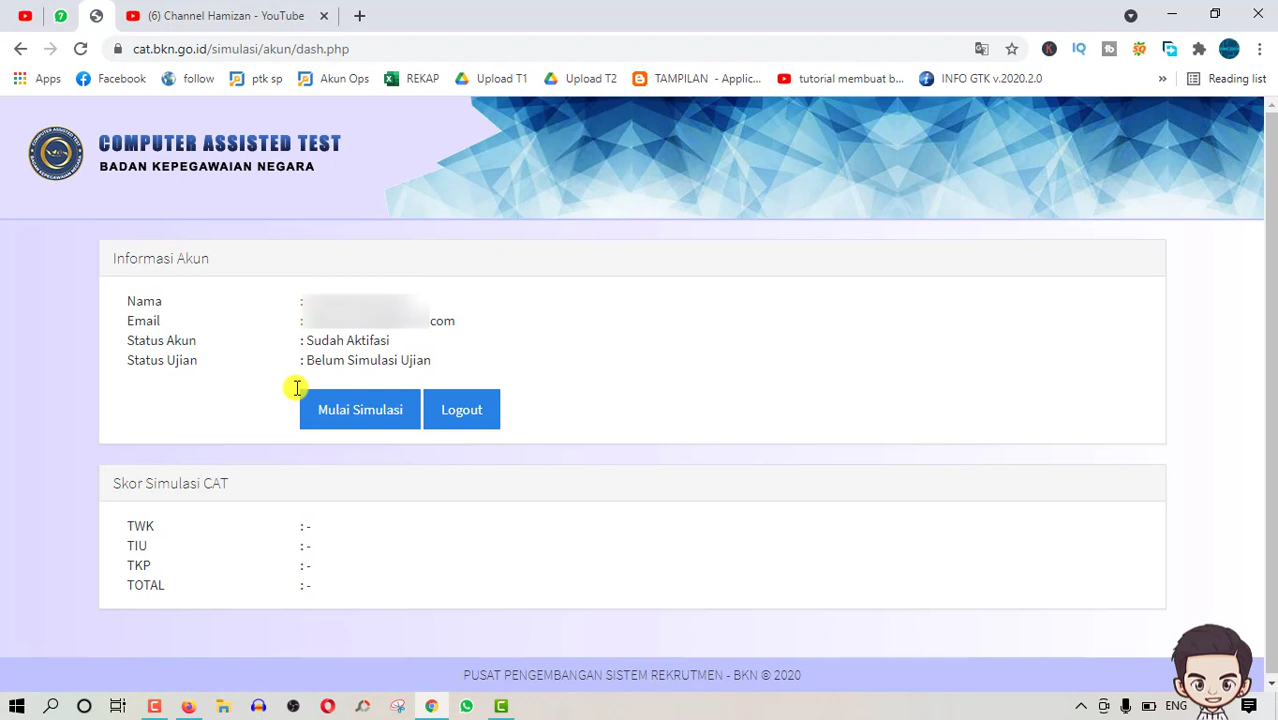 (6) Channel Hamizan - YouTube
cat.bkn.go.id/simulasi/akun/dash.php
Apps Facebook follow ptk sp Akun Ops REKAP Upload T1 Upload T2 TAMPILAN - Applic... tutorial membuat b... INFO GTK v.2020.2.0 » Reading list
COMPUTER ASSISTED TEST
BADAN KEPEGAWAIAN NEGARA
Informasi Akun
Nama :
Email : com
Status Akun : Sudah Aktifasi
Status Ujian : Belum Simulasi Ujian
Mulai Simulasi Logout
Skor Simulasi CAT
TWK : -
TIU : -
TKP : -
TOTAL : -
PUSAT PENGEMBANGAN SISTEM REKRUTMEN - BKN © 2020
ENG